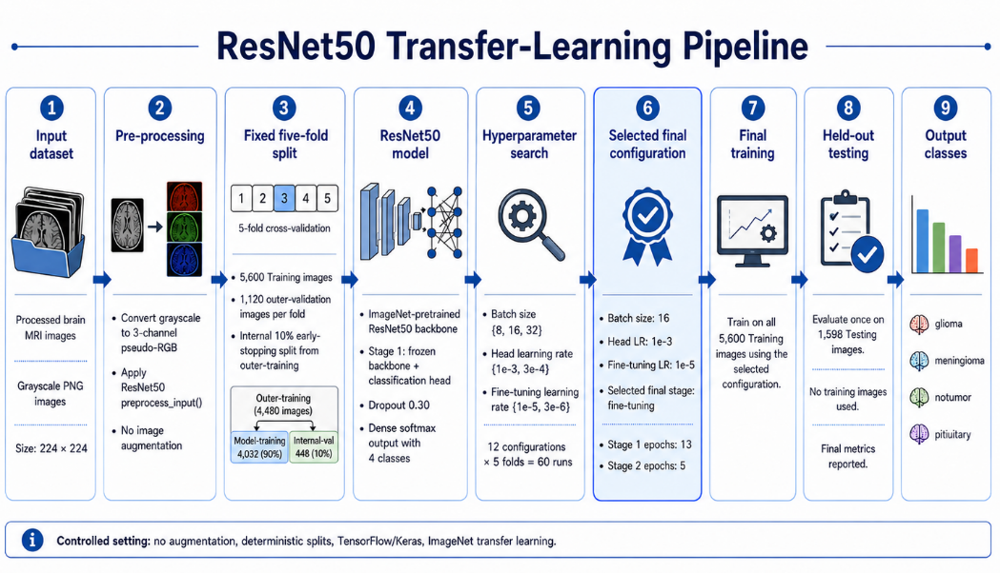 ResNet50 Transfer-Learning Pipeline
1
Input
dataset
Processed brain
MRI images
Grayscale PNG
images
Size: 224 × 224
2
Pre-processing
• Convert grayscale
to 3-channel
pseudo-RGB
• Apply
ResNet50
preprocess_input()
• No image
augmentation
3
Fixed five-fold
split
1 2 3 4 5
5-fold cross-validation
• 5,600 Training images
• 1,120 outer-validation
images per fold
• Internal 10% early-
stopping split from
outer-training
Outer-training
(4,480 images)
Model-training
4,032 (90%)
Internal-val
448 (10%)
4
ResNet50
model
• ImageNet-pretrained
ResNet50 backbone
• Stage 1: frozen
backbone +
classification head
• Dropout 0.30
• Dense softmax
output with
4 classes
5
Hyperparameter
search
• Batch size
{8, 16, 32}
• Head learning rate
{1e-3, 3e-4}
• Fine-tuning learning
rate {1e-5, 3e-6}
12 configurations
× 5 folds = 60 runs
6
Selected final
configuration
• Batch size: 16
• Head LR: 1e-3
• Fine-tuning LR: 1e-5
• Selected final stage:
fine-tuning
• Stage 1 epochs: 13
• Stage 2 epochs: 5
7
Final
training
Train on all
5,600 Training
images using the
selected
configuration.
8
Held-out
testing
Evaluate once on
1,598 Testing
images.
No training images
used.
Final metrics
reported.
9
Output
classes
glioma
meningioma
notumor
pitiuitary
i
Controlled setting: no augmentation, deterministic splits, TensorFlow/Keras, ImageNet transfer learning.